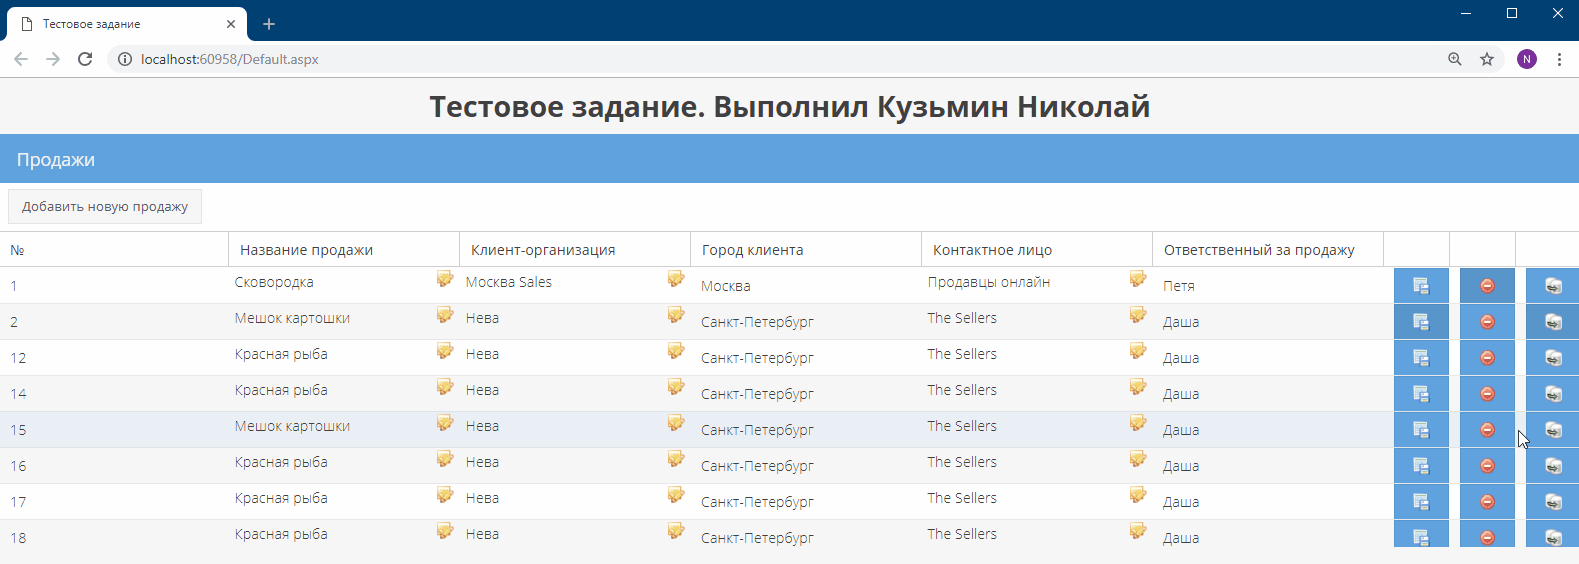 Тестовое задание
localhost:60958/Default.aspx
N
Тестовое задание. Выполнил Кузьмин Николай
Продажи
Добавить новую продажу
№ Название продажи Клиент-организация Город клиента Контактное лицо Ответственный за продажу
1 Сковородка Москва Sales Москва Продавцы онлайн Петя
2 Мешок картошки Нева Санкт-Петербург The Sellers Даша
12 Красная рыба Нева Санкт-Петербург The Sellers Даша
14 Красная рыба Нева Санкт-Петербург The Sellers Даша
15 Мешок картошки Нева Санкт-Петербург The Sellers Даша
16 Красная рыба Нева Санкт-Петербург The Sellers Даша
17 Красная рыба Нева Санкт-Петербург The Sellers Даша
18 Красная рыба Нева Санкт-Петербург The Sellers Даша